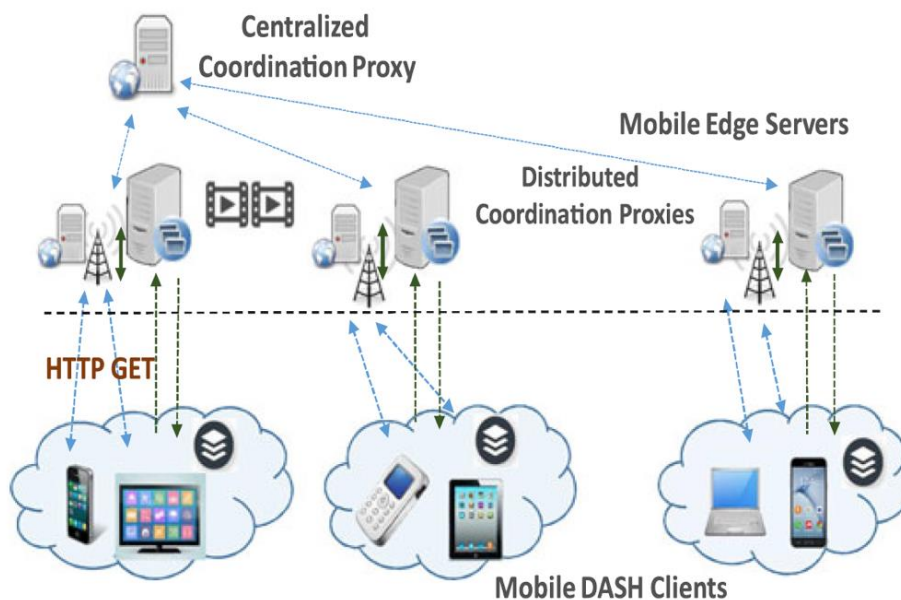 Centralized
Coordination Proxy
Mobile Edge Servers
Distributed
Coordination Proxies
HTTP GET
Mobile DASH Clients